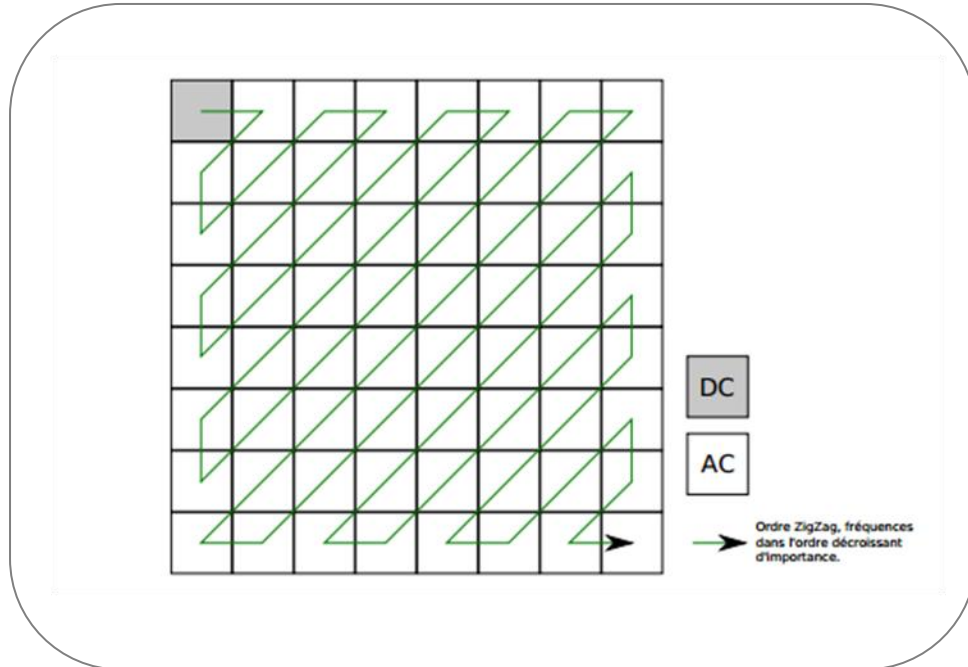 DC
AC
Ordre ZigZag, fréquences
dans l'ordre décroissant
d'importance.